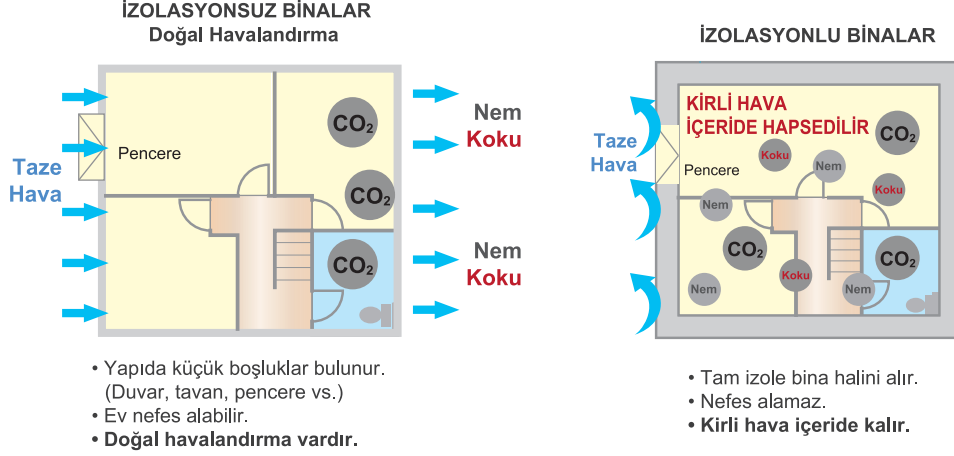 İZOLASYONSUZ BİNALAR
Doğal Havalandırma
Taze
Hava
Pencere
CO₂
CO₂
CO₂
Nem
Koku
Nem
Koku
• Yapıda küçük boşluklar bulunur.
(Duvar, tavan, pencere vs.)
• Ev nefes alabilir.
• Doğal havalandırma vardır.
İZOLASYONLU BİNALAR
KİRLİ HAVA
İÇERİDE HAPSEDİLİR
Taze
Hava
Pencere
CO₂
Koku
Nem
Koku
Nem
CO₂
CO₂
Koku
Nem
Nem
• Tam izole bina halini alır.
• Nefes alamaz.
• Kirli hava içeride kalır.